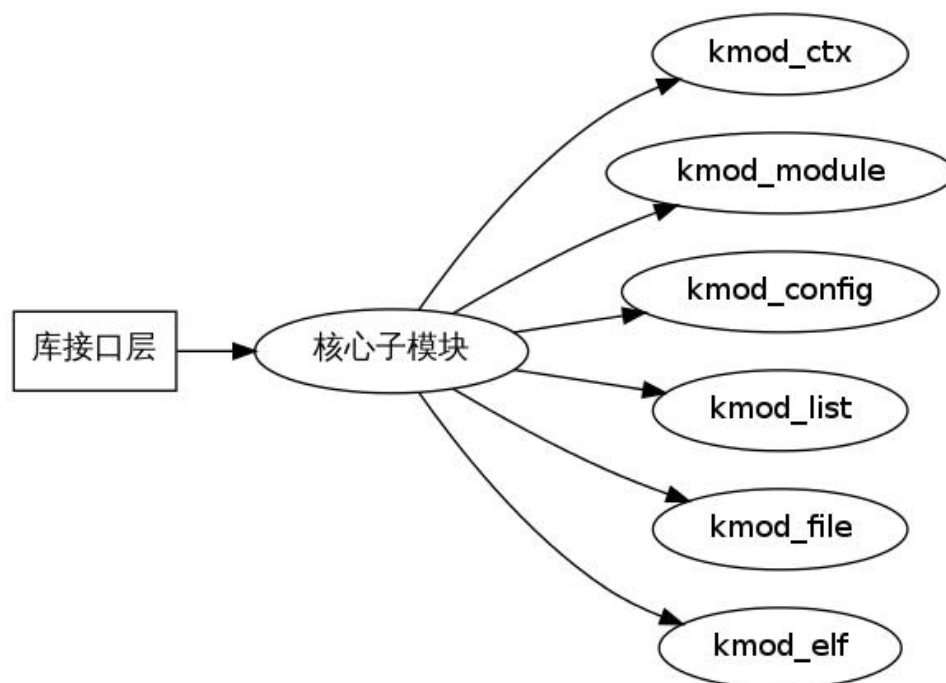 库接口层
核心子模块
kmod_ctx
kmod_module
kmod_config
kmod_list
kmod_file
kmod_elf